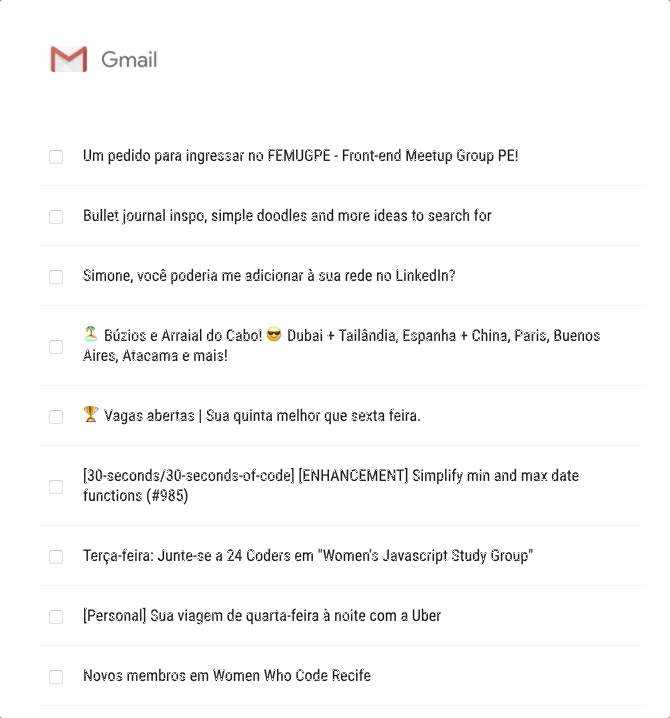 Gmail
Um pedido para ingressar no FEMUGPE - Front-end Meetup Group PE!
Bullet journal inspo, simple doodles and more ideas to search for
Simone, você poderia me adicionar à sua rede no LinkedIn?
🏝️ Búzios e Arraial do Cabo! 😎 Dubai + Tailândia, Espanha + China, Paris, Buenos
Aires, Atacama e mais!
🏆 Vagas abertas | Sua quinta melhor que sexta feira.
[30-seconds/30-seconds-of-code] [ENHANCEMENT] Simplify min and max date
functions (#985)
Terça-feira: Junte-se a 24 Coders em "Women's Javascript Study Group"
[Personal] Sua viagem de quarta-feira à noite com a Uber
Novos membros em Women Who Code Recife